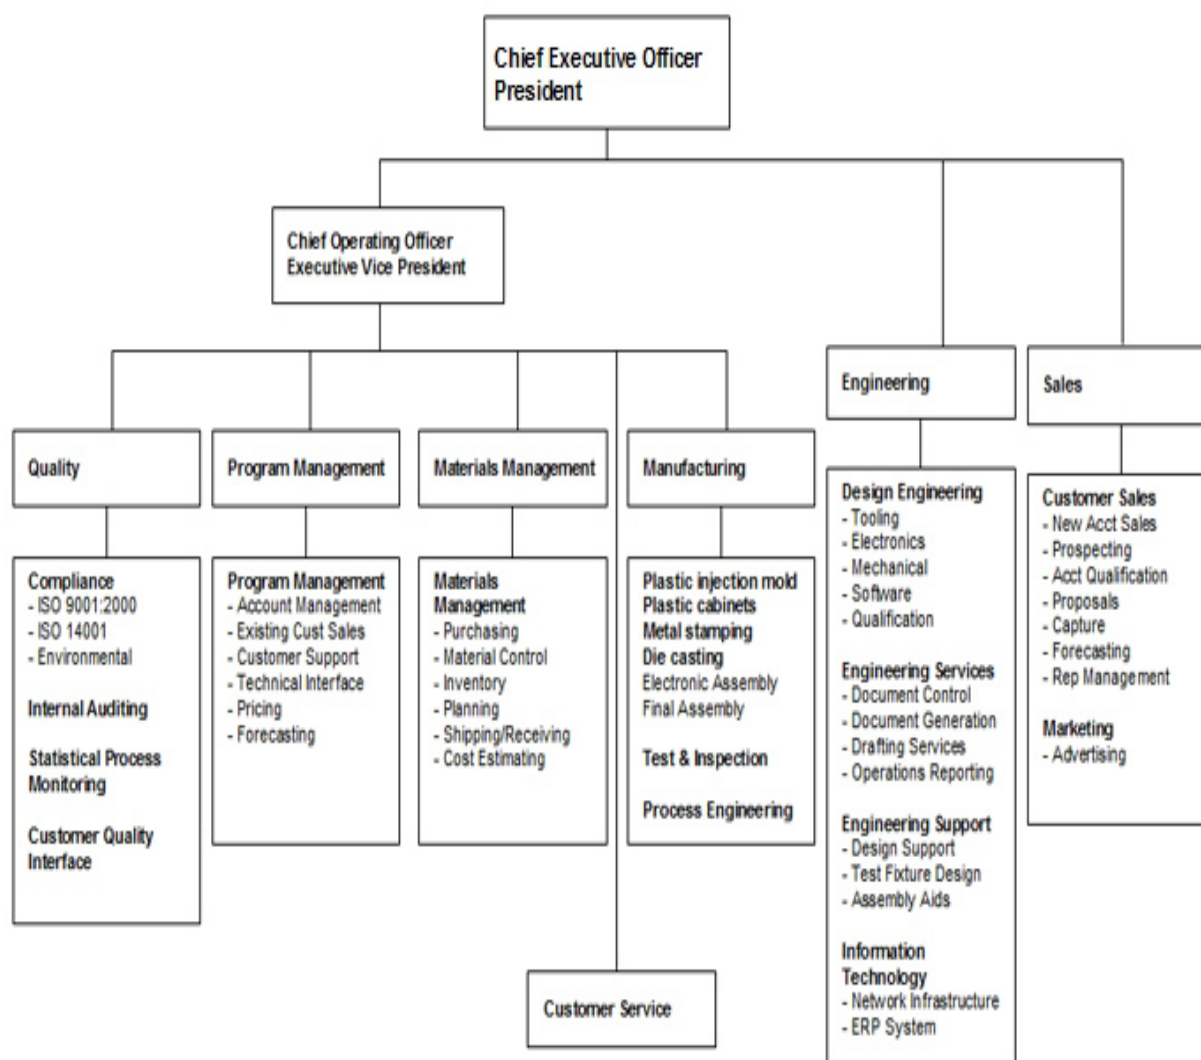 Chief Executive Officer
President
Chief Operating Officer
Executive Vice President
Engineering
Sales
Quality
Program Management
Materials Management
Manufacturing
Compliance
- ISO 9001:2000
- ISO 14001
- Environmental
Internal Auditing
Statistical Process
Monitoring
Customer Quality
Interface
Program Management
- Account Management
- Existing Cust Sales
- Customer Support
- Technical Interface
- Pricing
- Forecasting
Materials
Management
- Purchasing
- Material Control
- Inventory
- Planning
- Shipping/Receiving
- Cost Estimating
Plastic injection mold
Plastic cabinets
Metal stamping
Die casting
Electronic Assembly
Final Assembly
Test & Inspection
Process Engineering
Design Engineering
- Tooling
- Electronics
- Mechanical
- Software
- Qualification
Engineering Services
- Document Control
- Document Generation
- Drafting Services
- Operations Reporting
Engineering Support
- Design Support
- Test Fixture Design
- Assembly Aids
Information
Technology
- Network Infrastructure
- ERP System
Customer Sales
- New Acct Sales
- Prospecting
- Acct Qualification
- Proposals
- Capture
- Forecasting
- Rep Management
Marketing
- Advertising
Customer Service